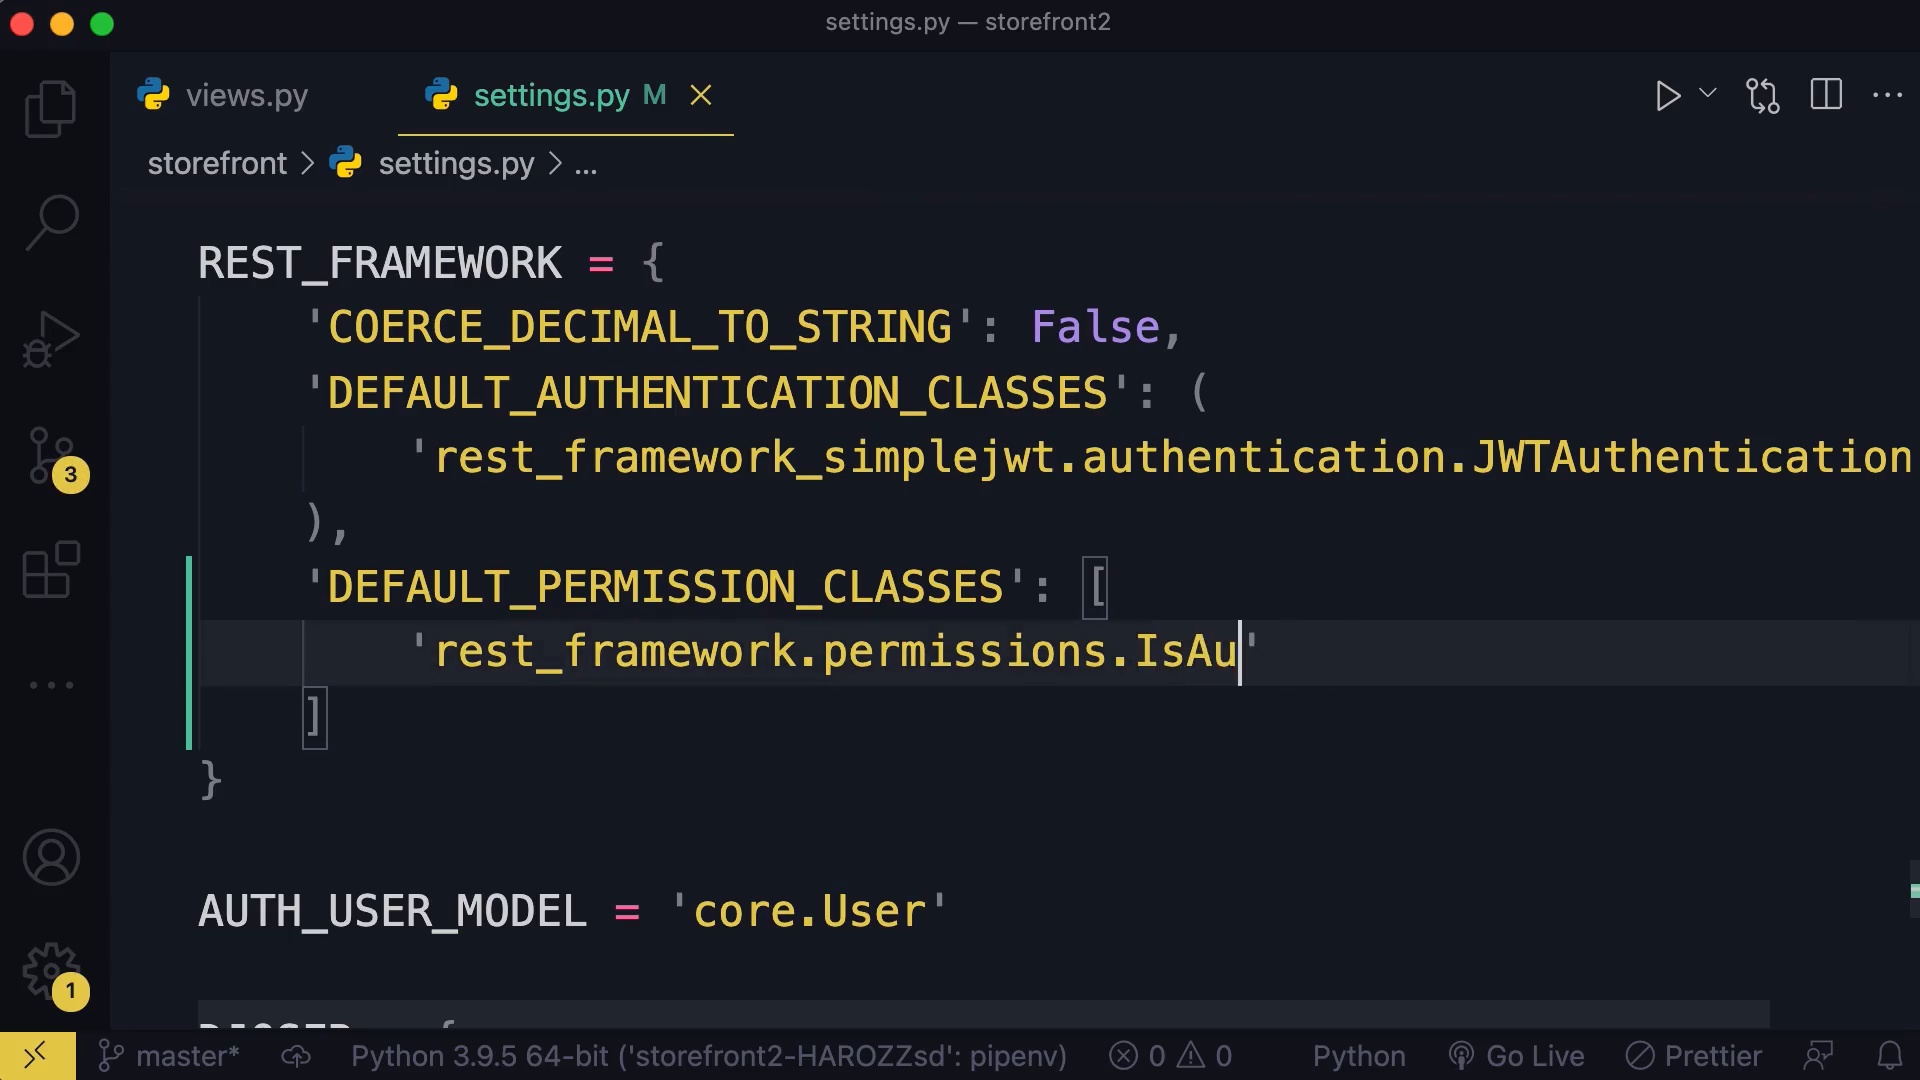 settings.py — storefront2
views.py
settings.py M
storefront > settings.py > ...
REST_FRAMEWORK = {
'COERCE_DECIMAL_TO_STRING': False,
'DEFAULT_AUTHENTICATION_CLASSES': (
'rest_framework_simplejwt.authentication.JWTAuthentication
),
'DEFAULT_PERMISSION_CLASSES': [
'rest_framework.permissions.IsAu'
]
}
AUTH_USER_MODEL = 'core.User'
3
1
master*
Python 3.9.5 64-bit ('storefront2-HAROZZsd': pipenv)
0
0
Python
Go Live
Prettier